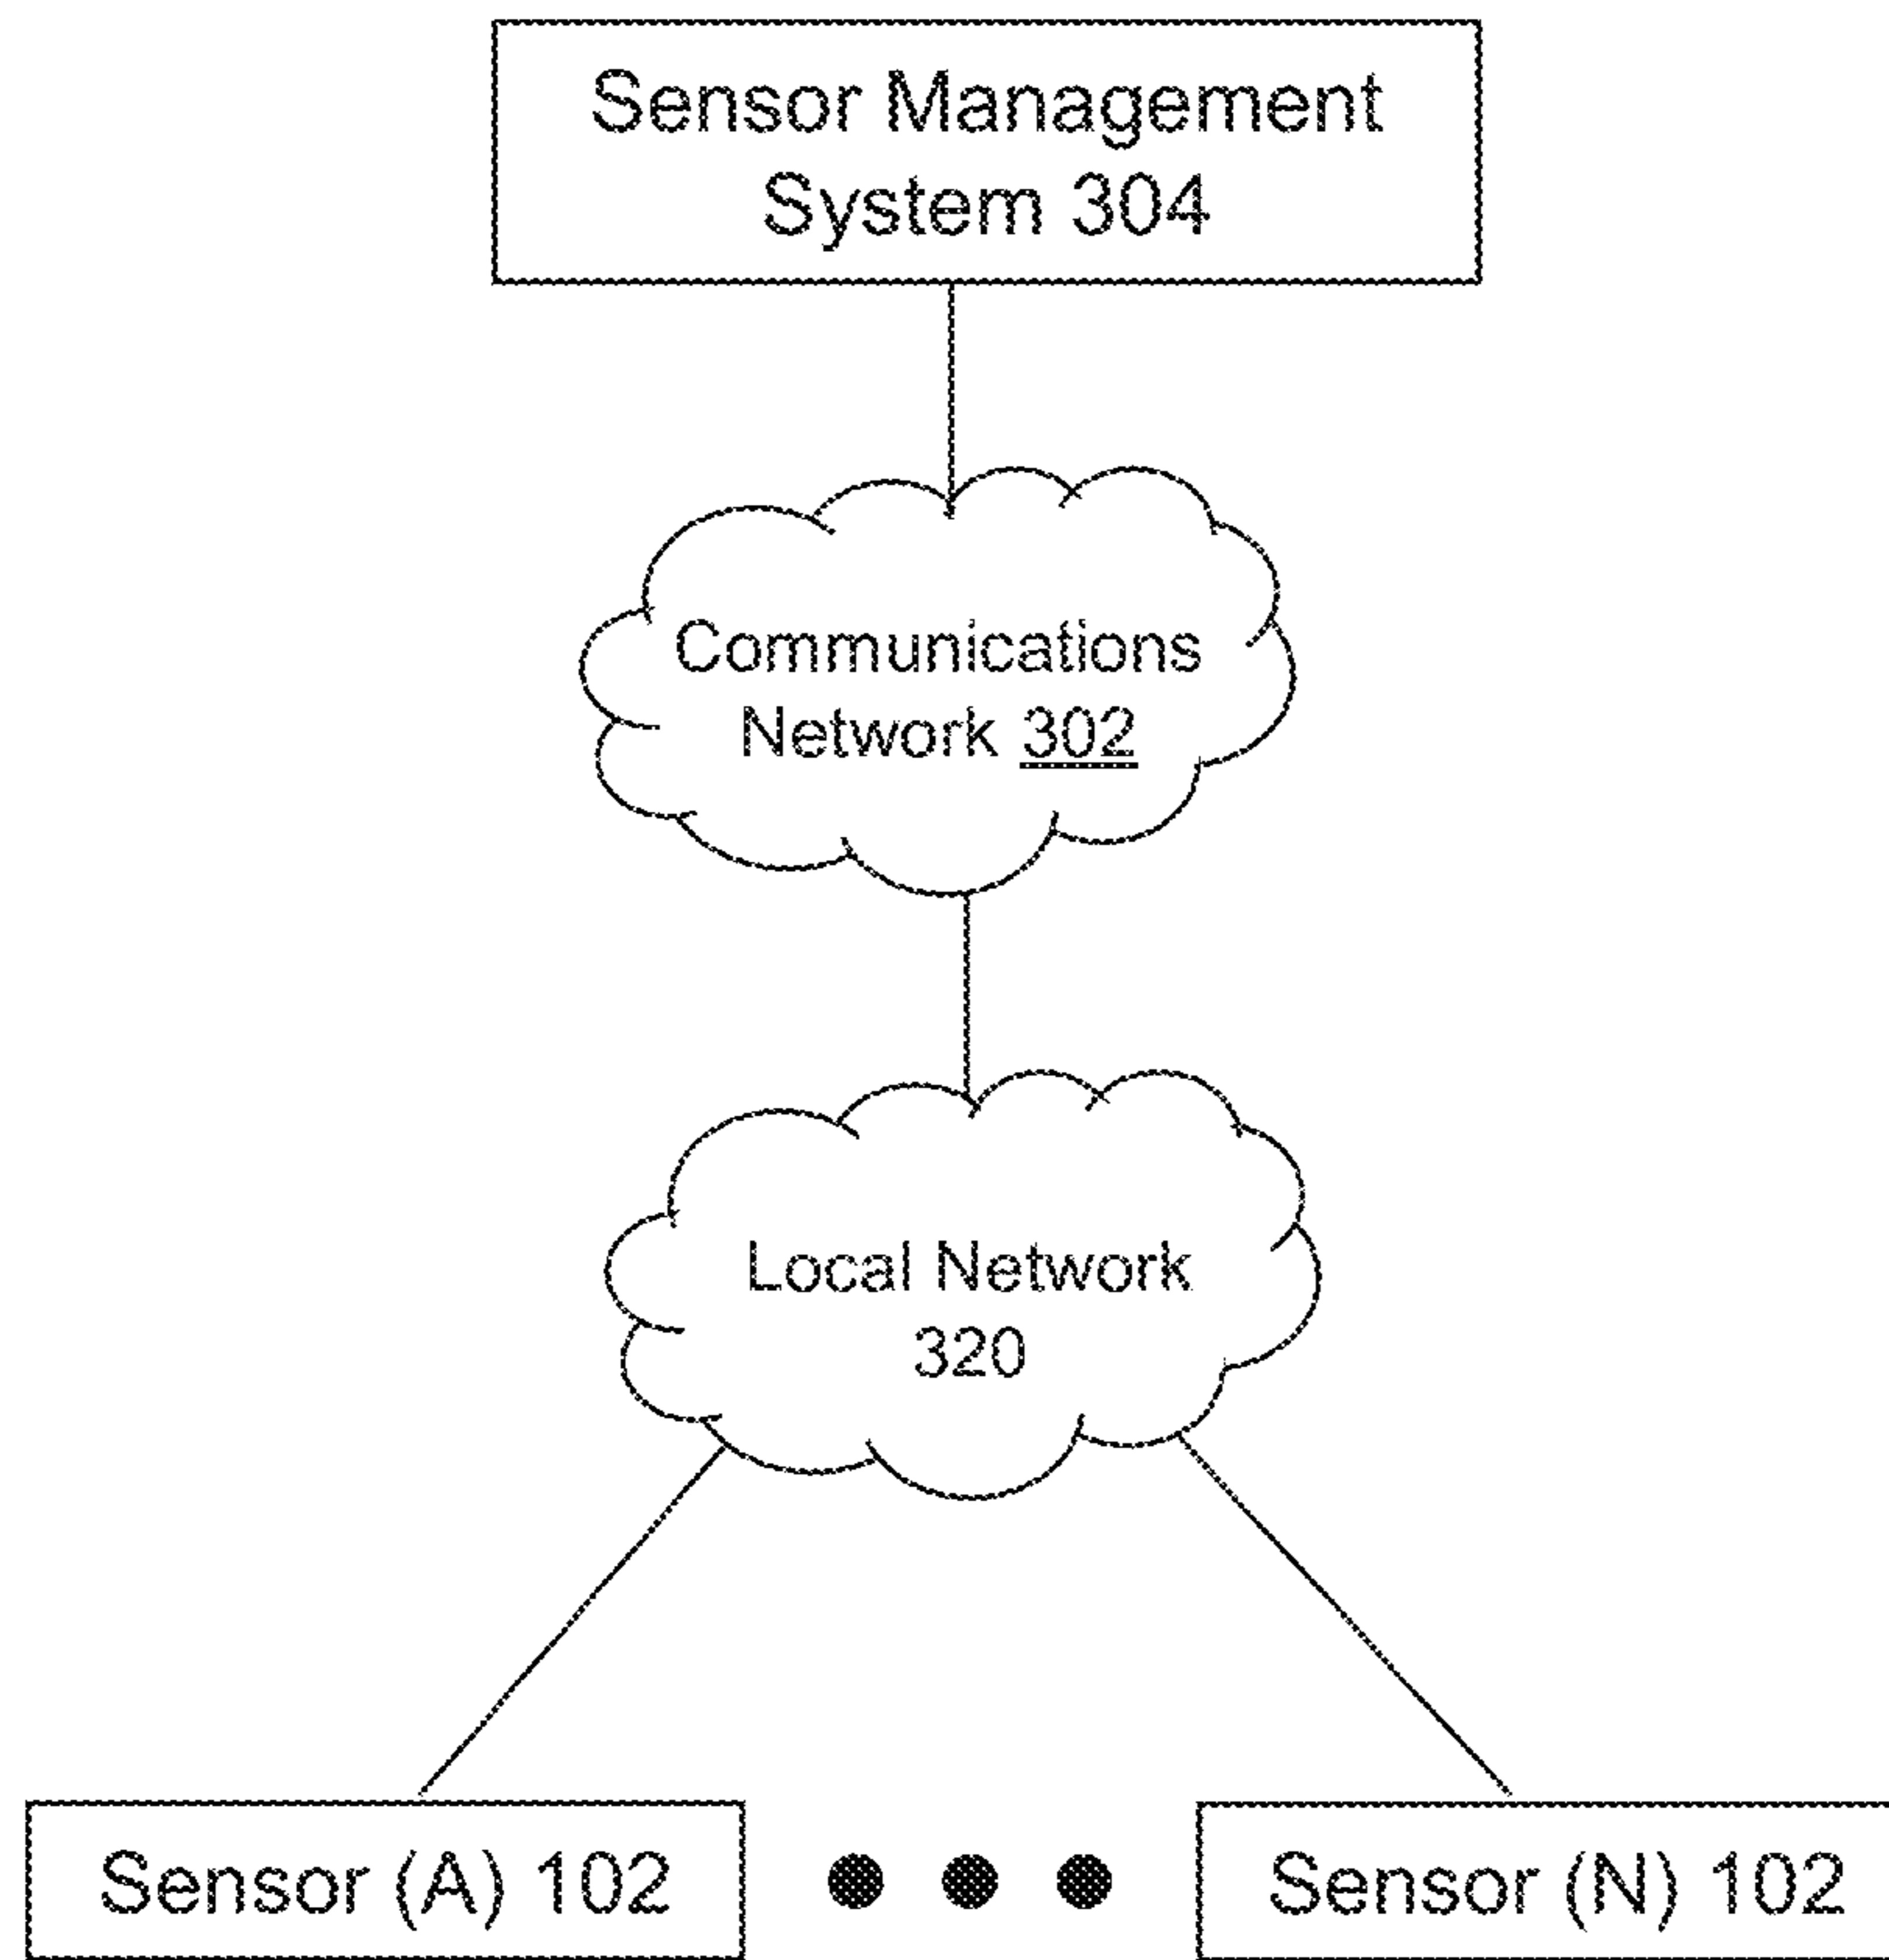 Sensor Management
System 304
Communications
Network 302
Local Network
320
Sensor (A) 102
Sensor (N) 102